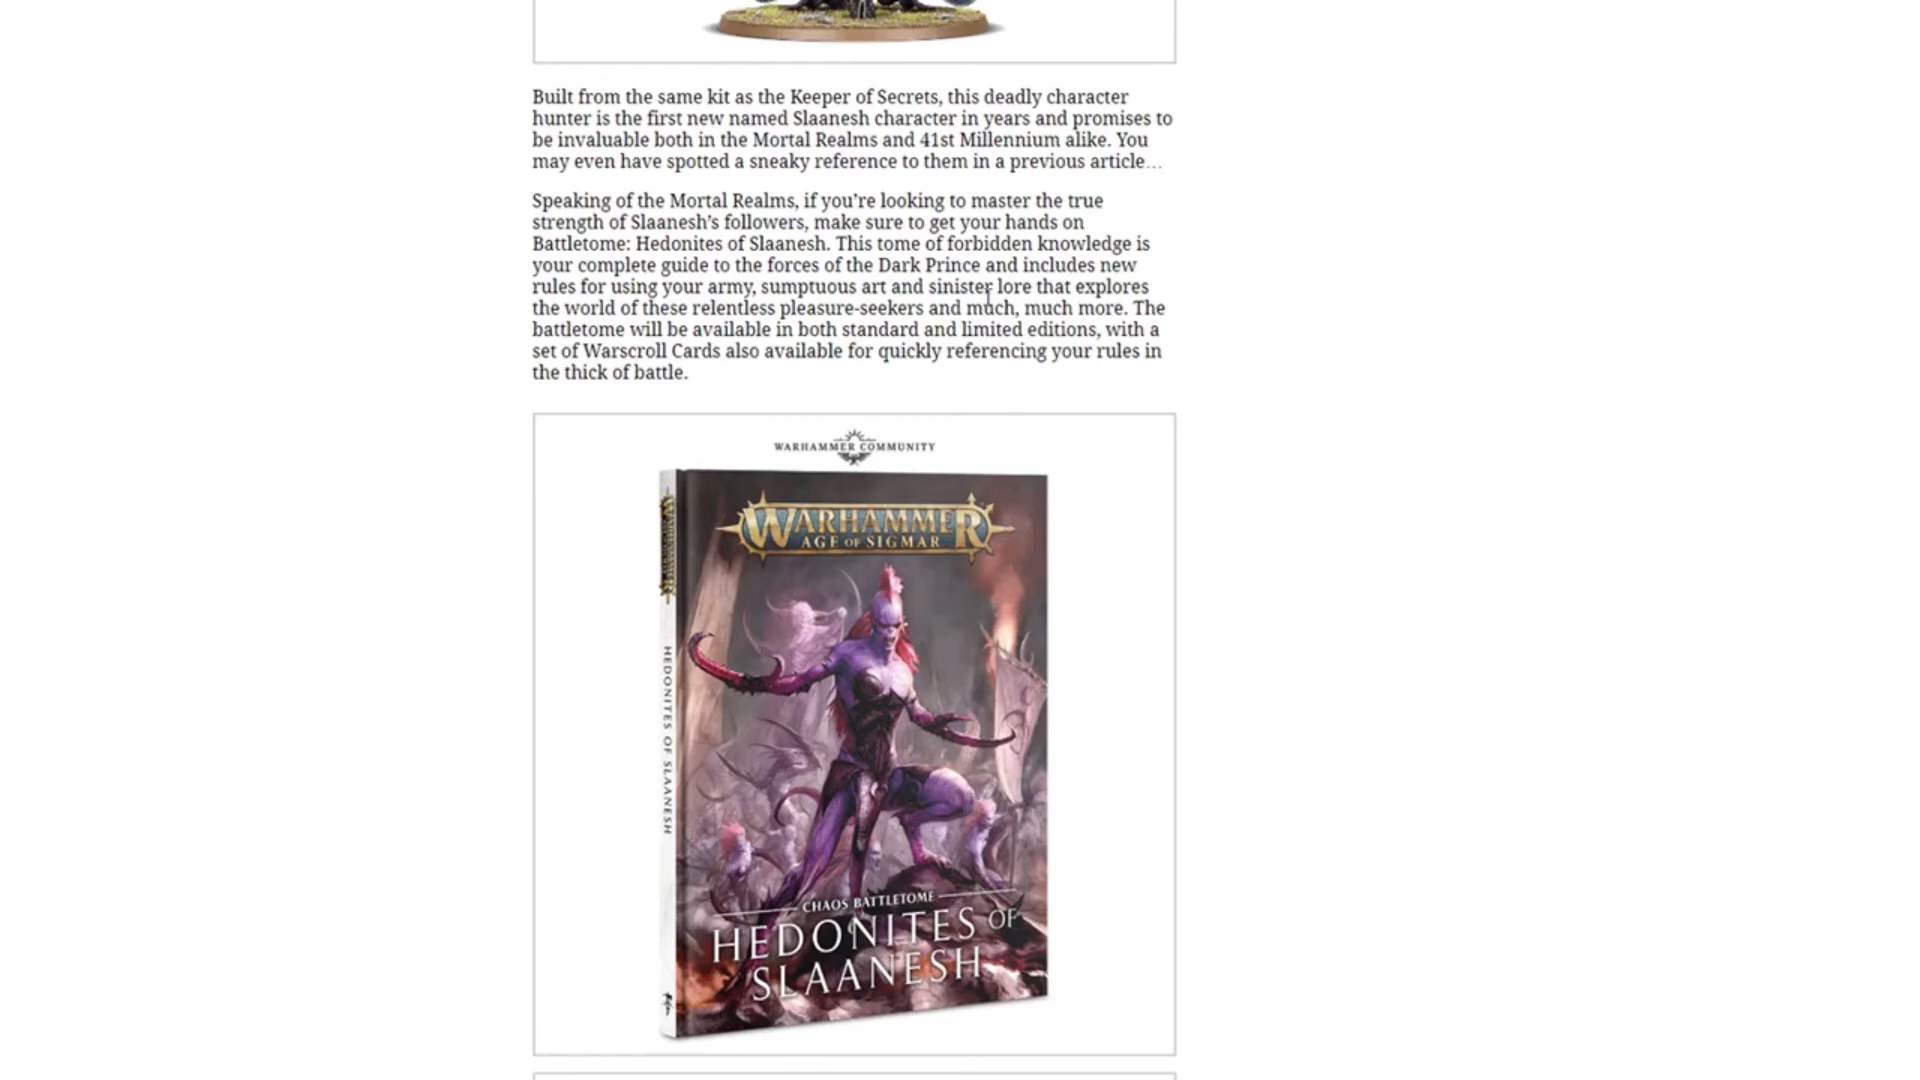 Built from the same kit as the Keeper of Secrets, this deadly character
hunter is the first new named Slaanesh character in years and promises to
be invaluable both in the Mortal Realms and 41st Millennium alike. You
may even have spotted a sneaky reference to them in a previous article…
Speaking of the Mortal Realms, if you’re looking to master the true
strength of Slaanesh’s followers, make sure to get your hands on
Battletome: Hedonites of Slaanesh. This tome of forbidden knowledge is
your complete guide to the forces of the Dark Prince and includes new
rules for using your army, sumptuous art and sinister lore that explores
the world of these relentless pleasure-seekers and much, much more. The
battletome will be available in both standard and limited editions, with a
set of Warscroll Cards also available for quickly referencing your rules in
the thick of battle.
WARHAMMER COMMUNITY
WARHAMMER
AGE OF SIGMAR
HEDONITES OF SLAANESH
CHAOS BATTLETOME
HEDONITES OF
SLAANESH